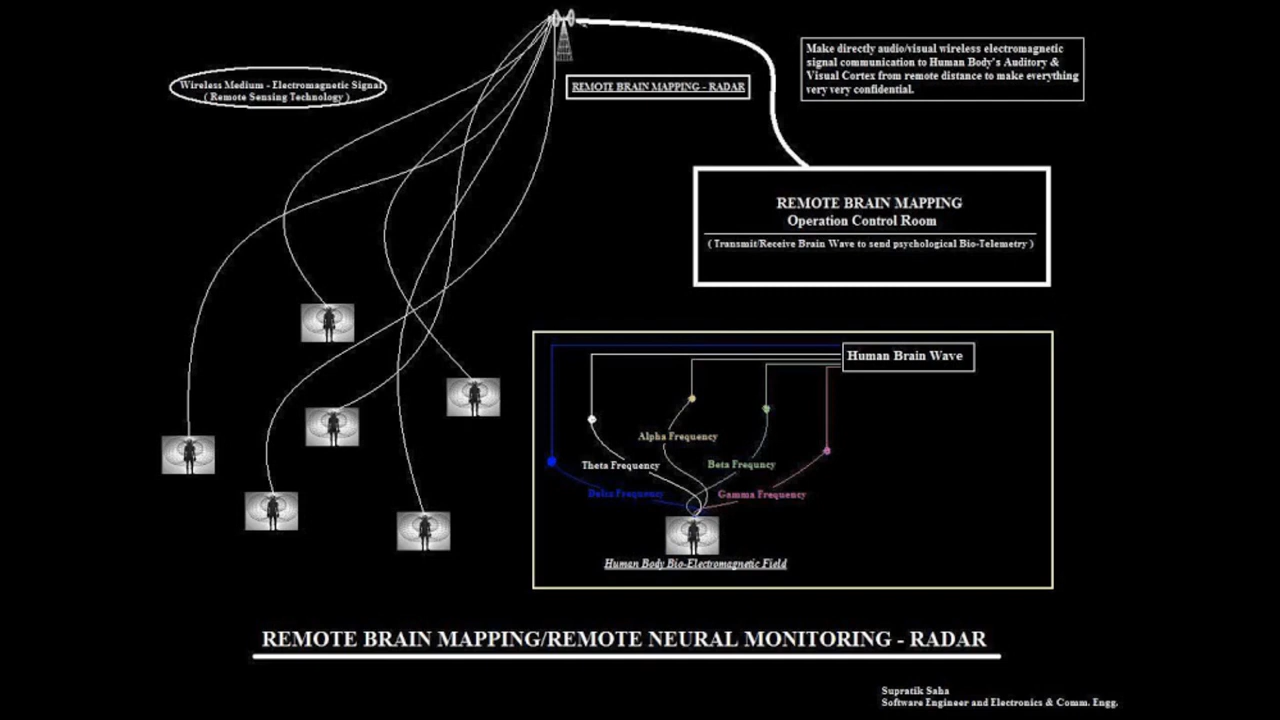 Make directly audio/visual wireless electromagnetic
signal communication to Human Body's Auditory &
Visual Cortex from remote distance to make everything
very very confidential.
Wireless Medium - Electromagnetic Signal
( Remote Sensing Technology )
REMOTE BRAIN MAPPING - RADAR
REMOTE BRAIN MAPPING
Operation Control Room
( Transmit/Receive Brain Wave to send psychological Bio-Telemetry )
Human Brain Wave
Alpha Frequency
Theta Frequency
Beta Frequncy
Delta Frequency
Gamma Frequency
Human Body Bio-Electromagnetic Field
REMOTE BRAIN MAPPING/REMOTE NEURAL MONITORING - RADAR
Supratik Saha
Software Engineer and Electronics & Comm. Engg.